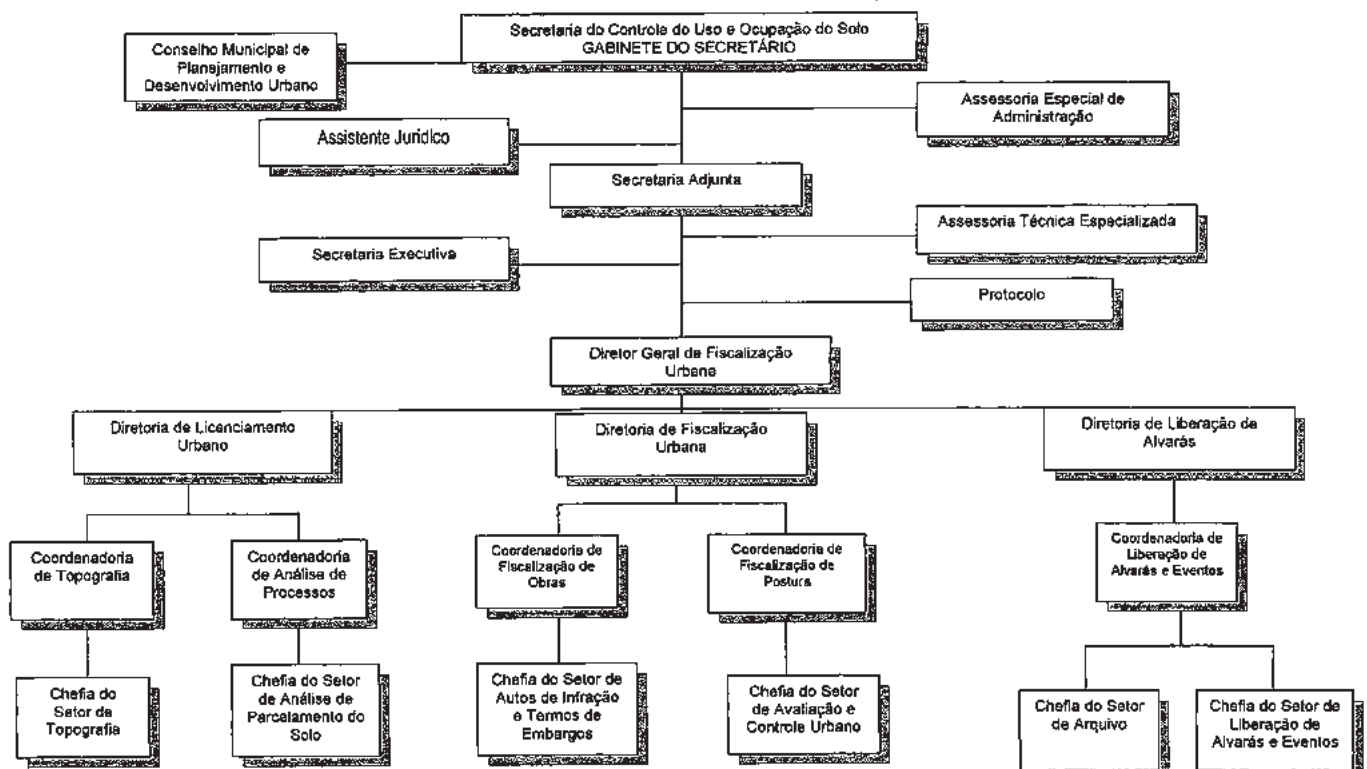 Secretaria do Controle do Uso e Ocupação do Solo
GABINETE DO SECRETÁRIO
Conselho Municipal de
Planejamento e
Desenvolvimento Urbano
Assessoria Especial de
Administração
Assistente Jurídico
Secretaria Adjunta
Assessoria Técnica Especializada
Secretaria Executiva
Protocolo
Diretor Geral de Fiscalização
Urbana
Diretoria de Licenciamento
Urbano
Diretoria de Fiscalização
Urbana
Diretoria de Liberação de
Alvarás
Coordenadoria
de Topografia
Coordenadoria
de Análise de
Processos
Coordenadoria de
Fiscalização de
Obras
Coordenadoria de
Fiscalização de
Postura
Coordenadoria de
Liberação de
Alvarás e Eventos
Chefia do
Setor de
Topografia
Chefia do Setor
de Análise de
Parcelamento do
Solo
Chefia do Setor de
Autos de Infração
e Termos de
Embargos
Chefia do Setor
de Avaliação e
Controle Urbano
Chefia do Setor
de Arquivo
Chefia do Setor de
Liberação de
Alvarás e Eventos